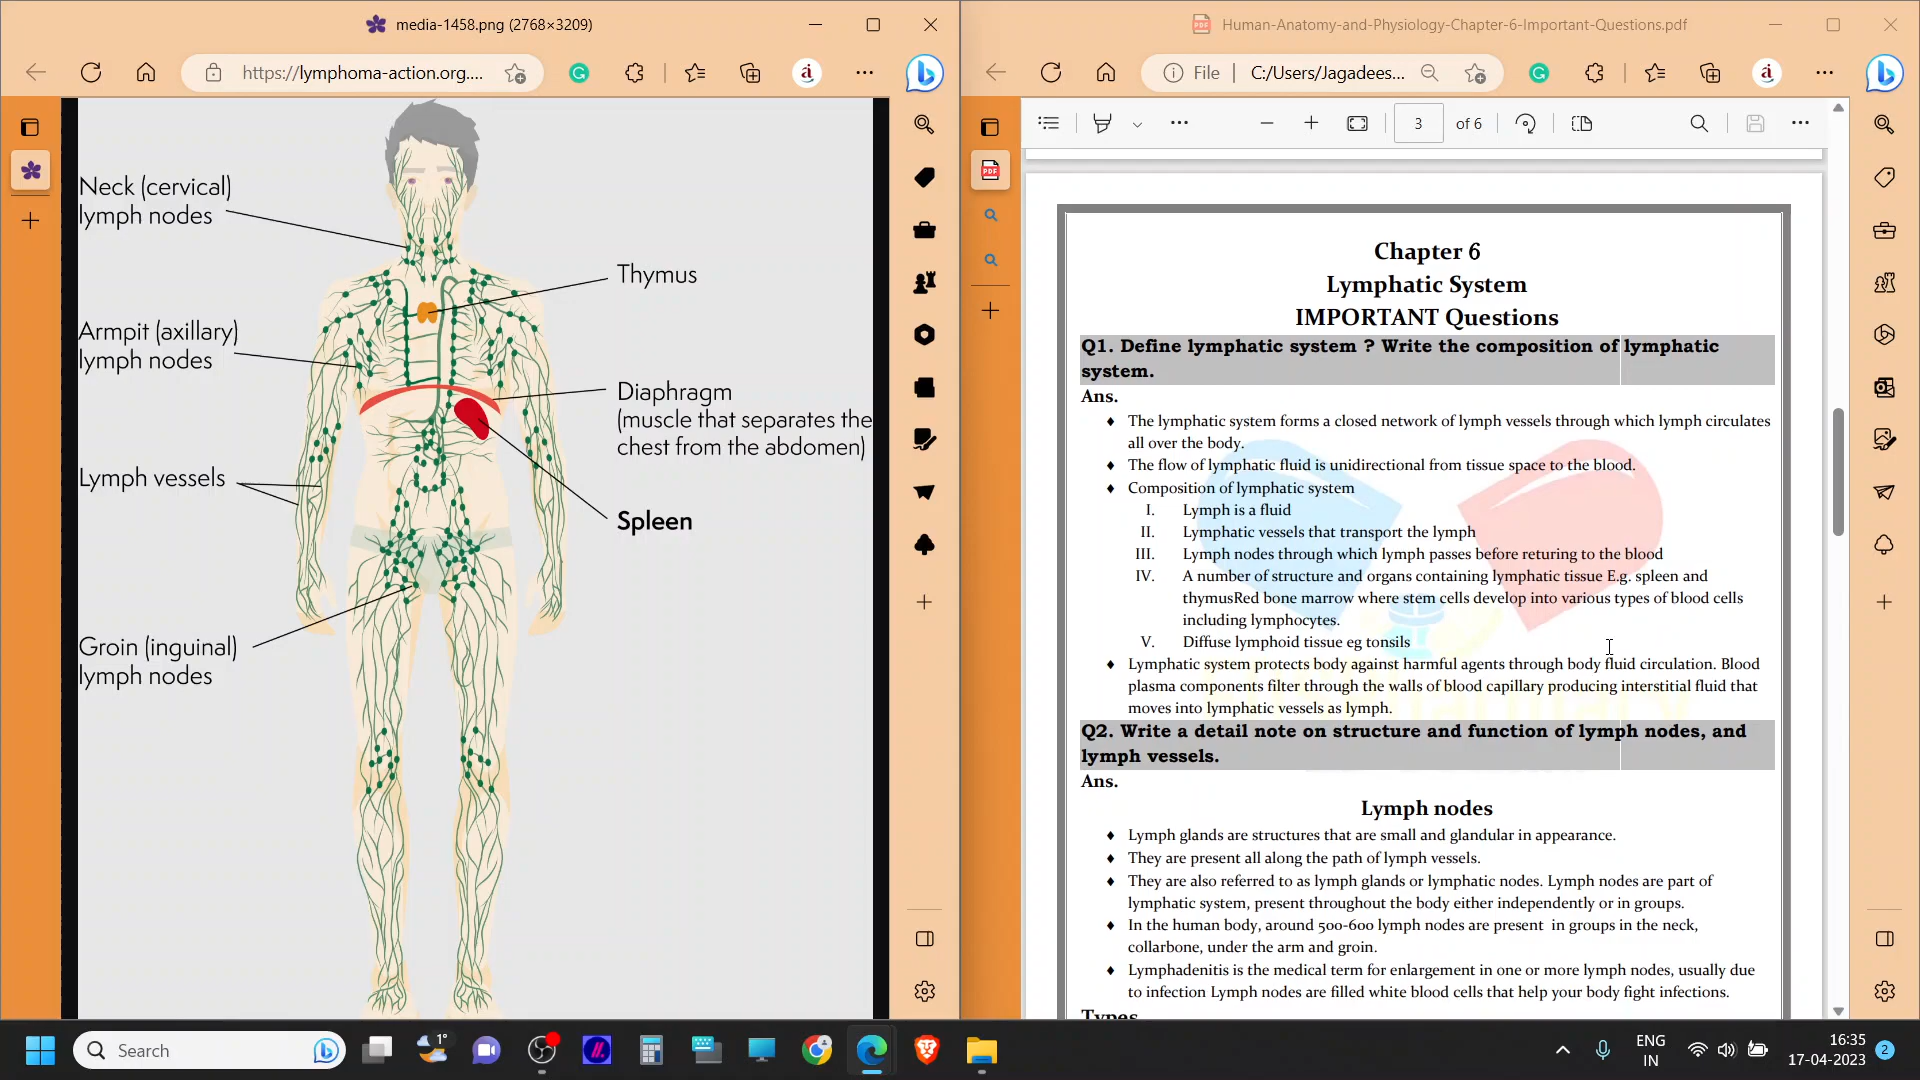 media-1458.png (2768×3209)
https://lymphoma-action.org....
Neck (cervical)
lymph nodes
Thymus
Armpit (axillary)
lymph nodes
Diaphragm
(muscle that separates the
chest from the abdomen)
Lymph vessels
Spleen
Groin (inguinal)
lymph nodes
Human-Anatomy-and-Physiology-Chapter-6-Important-Questions.pdf
File
C:/Users/Jagadees...
3 of 6
Chapter 6
Lymphatic System
IMPORTANT Questions
Q1. Define lymphatic system ? Write the composition of lymphatic
system.
Ans.
♦ The lymphatic system forms a closed network of lymph vessels through which lymph circulates
all over the body.
♦ The flow of lymphatic fluid is unidirectional from tissue space to the blood.
♦ Composition of lymphatic system
I. Lymph is a fluid
II. Lymphatic vessels that transport the lymph
III. Lymph nodes through which lymph passes before returing to the blood
IV. A number of structure and organs containing lymphatic tissue E.g. spleen and
thymusRed bone marrow where stem cells develop into various types of blood cells
including lymphocytes.
V. Diffuse lymphoid tissue eg tonsils
♦ Lymphatic system protects body against harmful agents through body fluid circulation. Blood
plasma components filter through the walls of blood capillary producing interstitial fluid that
moves into lymphatic vessels as lymph.
Q2. Write a detail note on structure and function of lymph nodes, and
lymph vessels.
Ans.
Lymph nodes
♦ Lymph glands are structures that are small and glandular in appearance.
♦ They are present all along the path of lymph vessels.
♦ They are also referred to as lymph glands or lymphatic nodes. Lymph nodes are part of
lymphatic system, present throughout the body either independently or in groups.
♦ In the human body, around 500-600 lymph nodes are present in groups in the neck,
collarbone, under the arm and groin.
♦ Lymphadenitis is the medical term for enlargement in one or more lymph nodes, usually due
to infection Lymph nodes are filled white blood cells that help your body fight infections.
Types
Search
1°
ENG
IN
16:35
17-04-2023
2